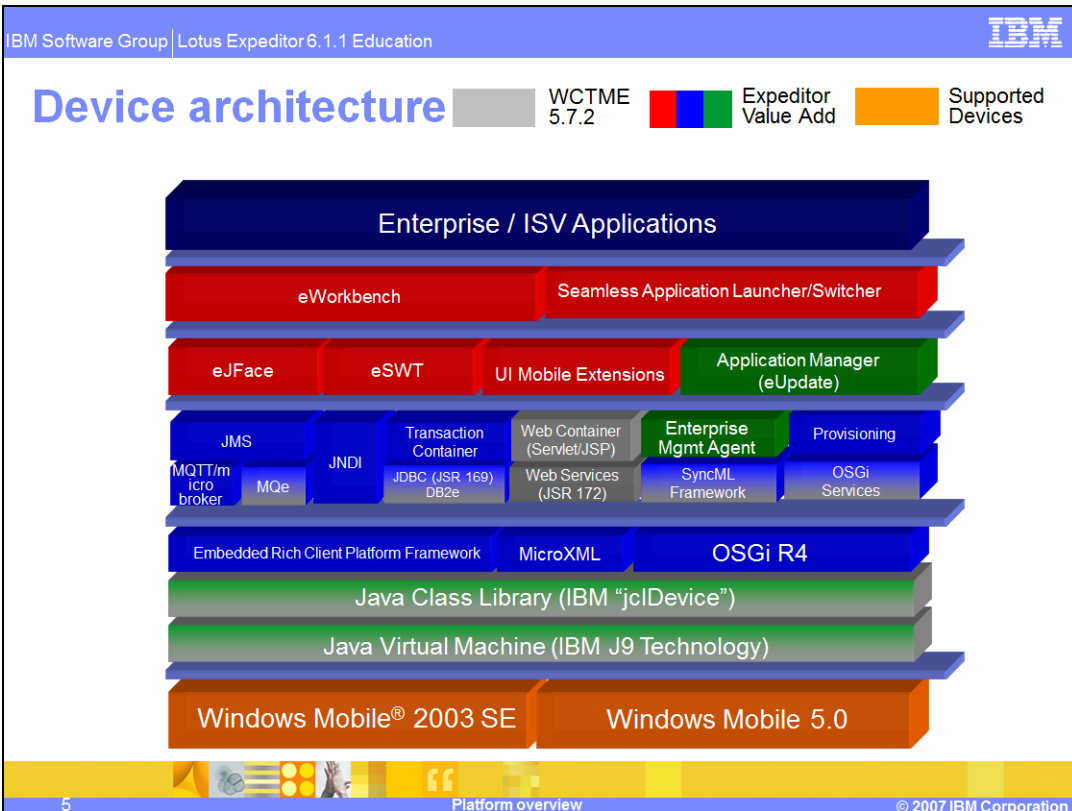 IBM Software Group | Lotus Expeditor 6.1.1 Education
IBM
Device architecture
WCTME
5.7.2
Expeditor
Value Add
Supported
Devices
Enterprise / ISV Applications
eWorkbench
Seamless Application Launcher/Switcher
eJFace
eSWT
UI Mobile Extensions
Application Manager
(eUpdate)
JMS
MQTT/m
icro
broker
MQe
JNDI
Transaction
Container
JDBC (JSR 169)
DB2e
Web Container
(Servlet/JSP)
Web Services
(JSR 172)
Enterprise
Mgmt Agent
SyncML
Framework
Provisioning
OSGi
Services
Embedded Rich Client Platform Framework
MicroXML
OSGi R4
Java Class Library (IBM “jclDevice”)
Java Virtual Machine (IBM J9 Technology)
Windows Mobile® 2003 SE
Windows Mobile 5.0
5
Platform overview
© 2007 IBM Corporation